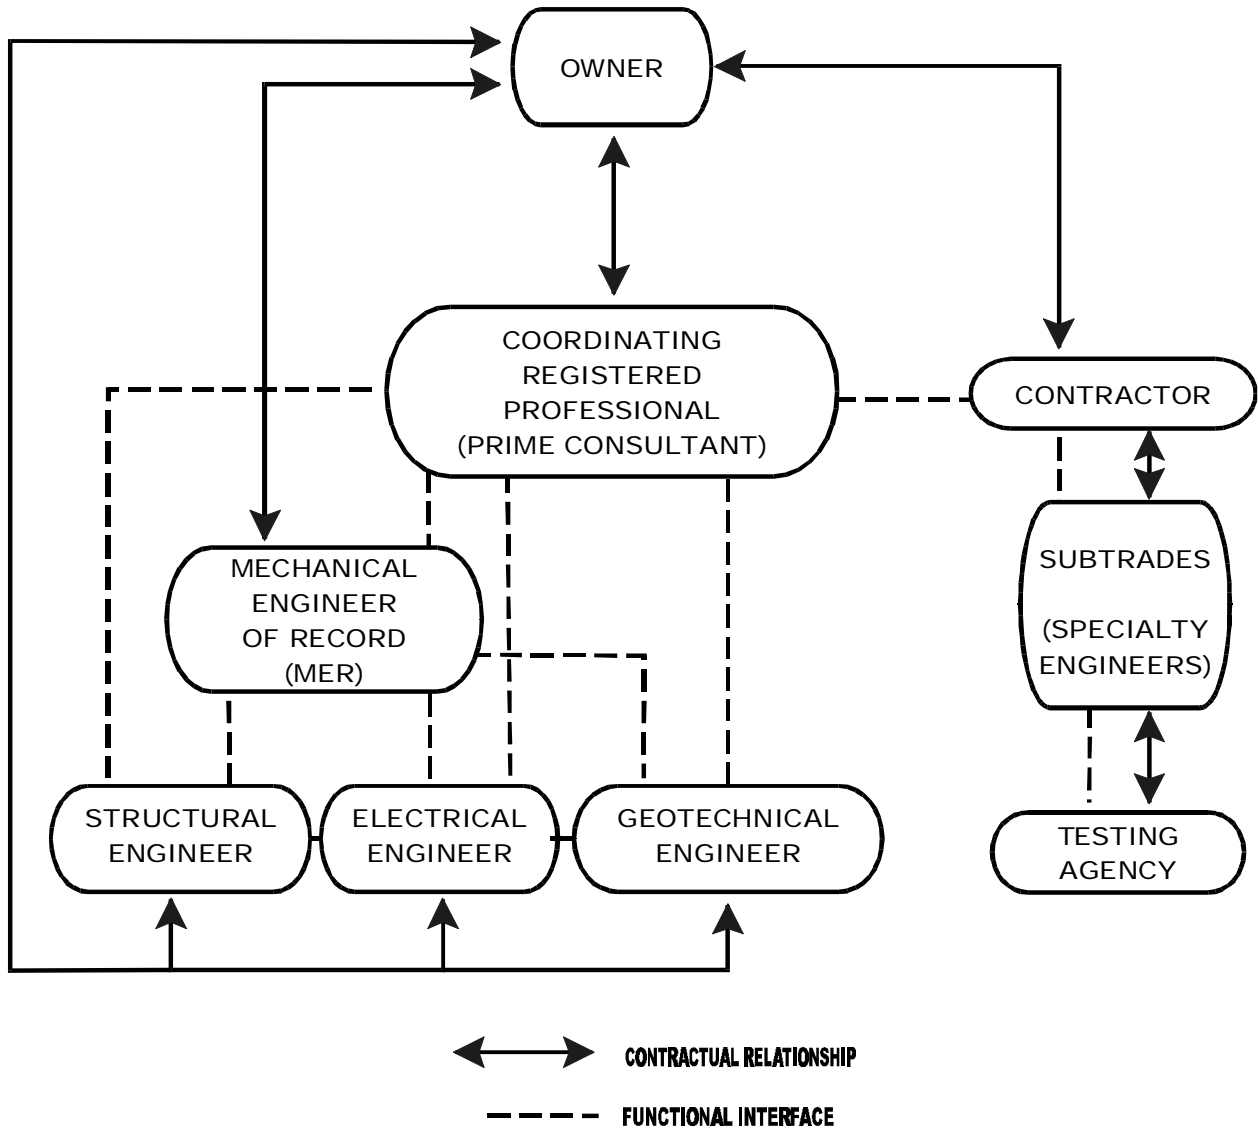 OWNER
COORDINATING
REGISTERED
PROFESSIONAL
(PRIME CONSULTANT)
CONTRACTOR
MECHANICAL
ENGINEER
OF RECORD
(MER)
SUBTRADES
(SPECIALTY
ENGINEERS)
STRUCTURAL
ENGINEER
ELECTRICAL
ENGINEER
GEOTECHNICAL
ENGINEER
TESTING
AGENCY
CONTRACTUAL RELATIONSHIP
FUNCTIONAL INTERFACE